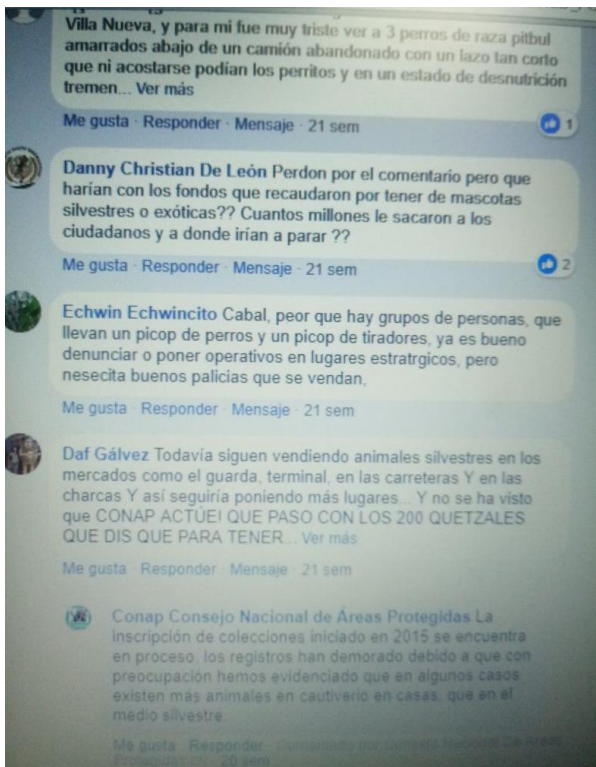 Villa Nueva, y para mi fue muy triste ver a 3 perros de raza pitbul
amarrados abajo de un camión abandonado con un lazo tan corto
que ni acostarse podían los perritos y en un estado de desnutrición
tremen... Ver más
Me gusta · Responder · Mensaje · 21 sem
1
Danny Christian De León Perdon por el comentario pero que
harían con los fondos que recaudaron por tener de mascotas
silvestres o exóticas?? Cuantos millones le sacaron a los
ciudadanos y a donde irían a parar ??
Me gusta · Responder · Mensaje · 21 sem
2
Echwin Echwincito Cabal, peor que hay grupos de personas, que
llevan un picop de perros y un picop de tiradores, ya es bueno
denunciar o poner operativos en lugares estratrgicos, pero
nesecita buenos palicias que se vendan,
Me gusta · Responder · Mensaje · 21 sem
Daf Gálvez Todavía siguen vendiendo animales silvestres en los
mercados como el guarda, terminal, en las carreteras Y en las
charcas Y así seguiría poniendo más lugares... Y no se ha visto
que CONAP ACTÚE! QUE PASO CON LOS 200 QUETZALES
QUE DIS QUE PARA TENER... Ver más
Me gusta · Responder · Mensaje · 21 sem
Conap Consejo Nacional de Áreas Protegidas La
inscripción de colecciones iniciado en 2015 se encuentra
en proceso, los registros han demorado debido a que con
preocupación hemos evidenciado que en algunos casos
existen más animales en cautiverio en casas, que en el
medio silvestre.
Me gusta · Responder · Comentado por Consejo Nacional De Areas
Protegidas · 20 sem